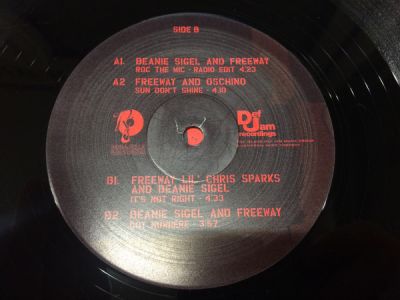 SIDE B
A1. BEANIE SIGEL AND FREEWAY
ROC THE MIC - RADIO EDIT 4:23
A2 FREEWAY AND OSCHINO
SUN DON'T SHINE - 4:10
Def Jam
recordings
B1. FREEWAY LIL' CHRIS SPARKS
AND BEANIE SIGEL
IT'S NOT RIGHT - 4:33
B2. BEANIE SIGEL AND FREEWAY
GOT NOWHERE - 3:57